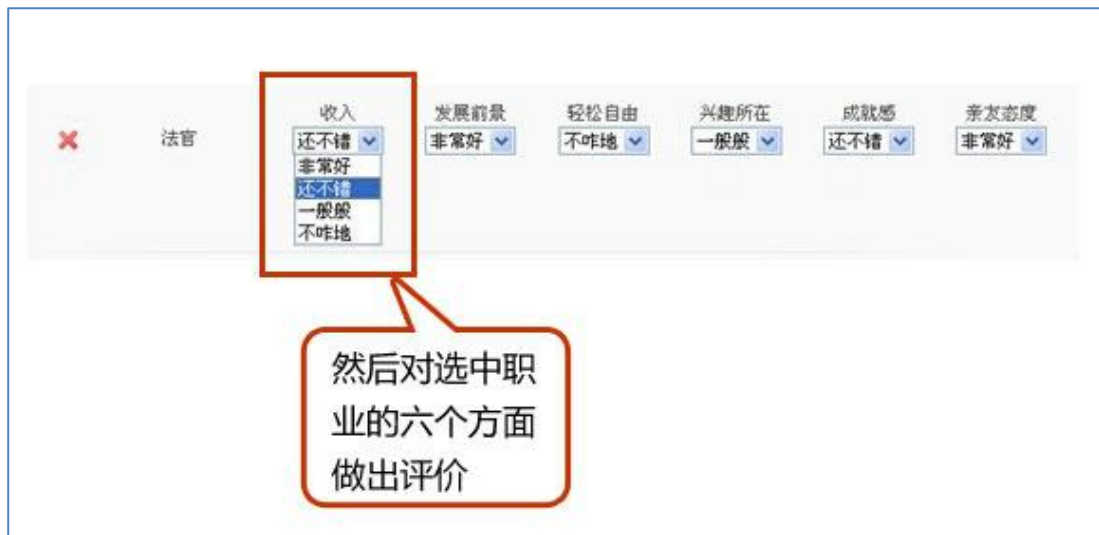 收入 发展前景 轻松自由 兴趣所在 成就感 亲友态度
法官 还不错 非常好 不咋地 一般般 还不错 非常好
非常好
还不错
一般般
不咋地
然后对选中职
业的六个方面
做出评价